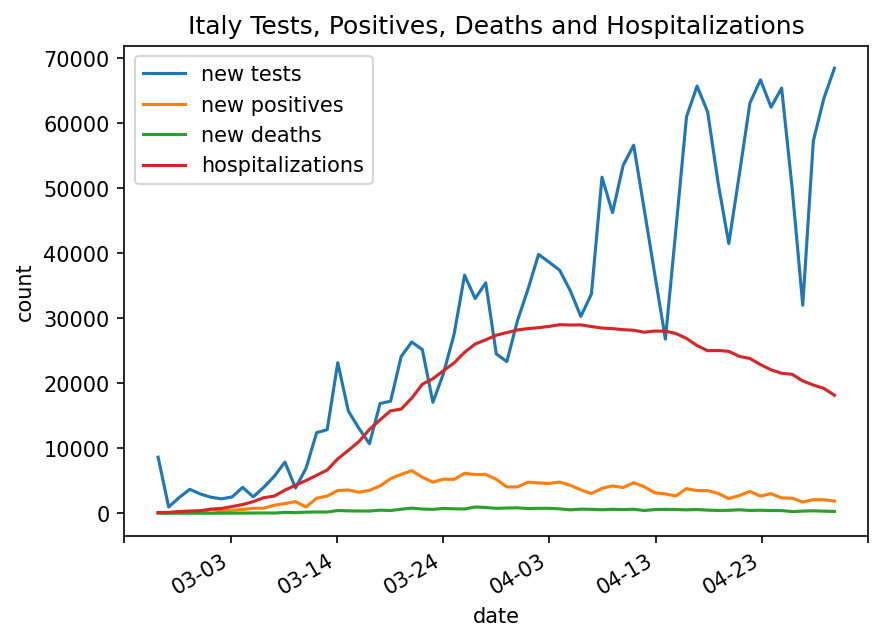 Italy Tests, Positives, Deaths and Hospitalizations
70000
60000
50000
40000
30000
20000
10000
0
count
new tests
new positives
new deaths
hospitalizations
03-03
03-14
03-24
04-03
04-13
04-23
date